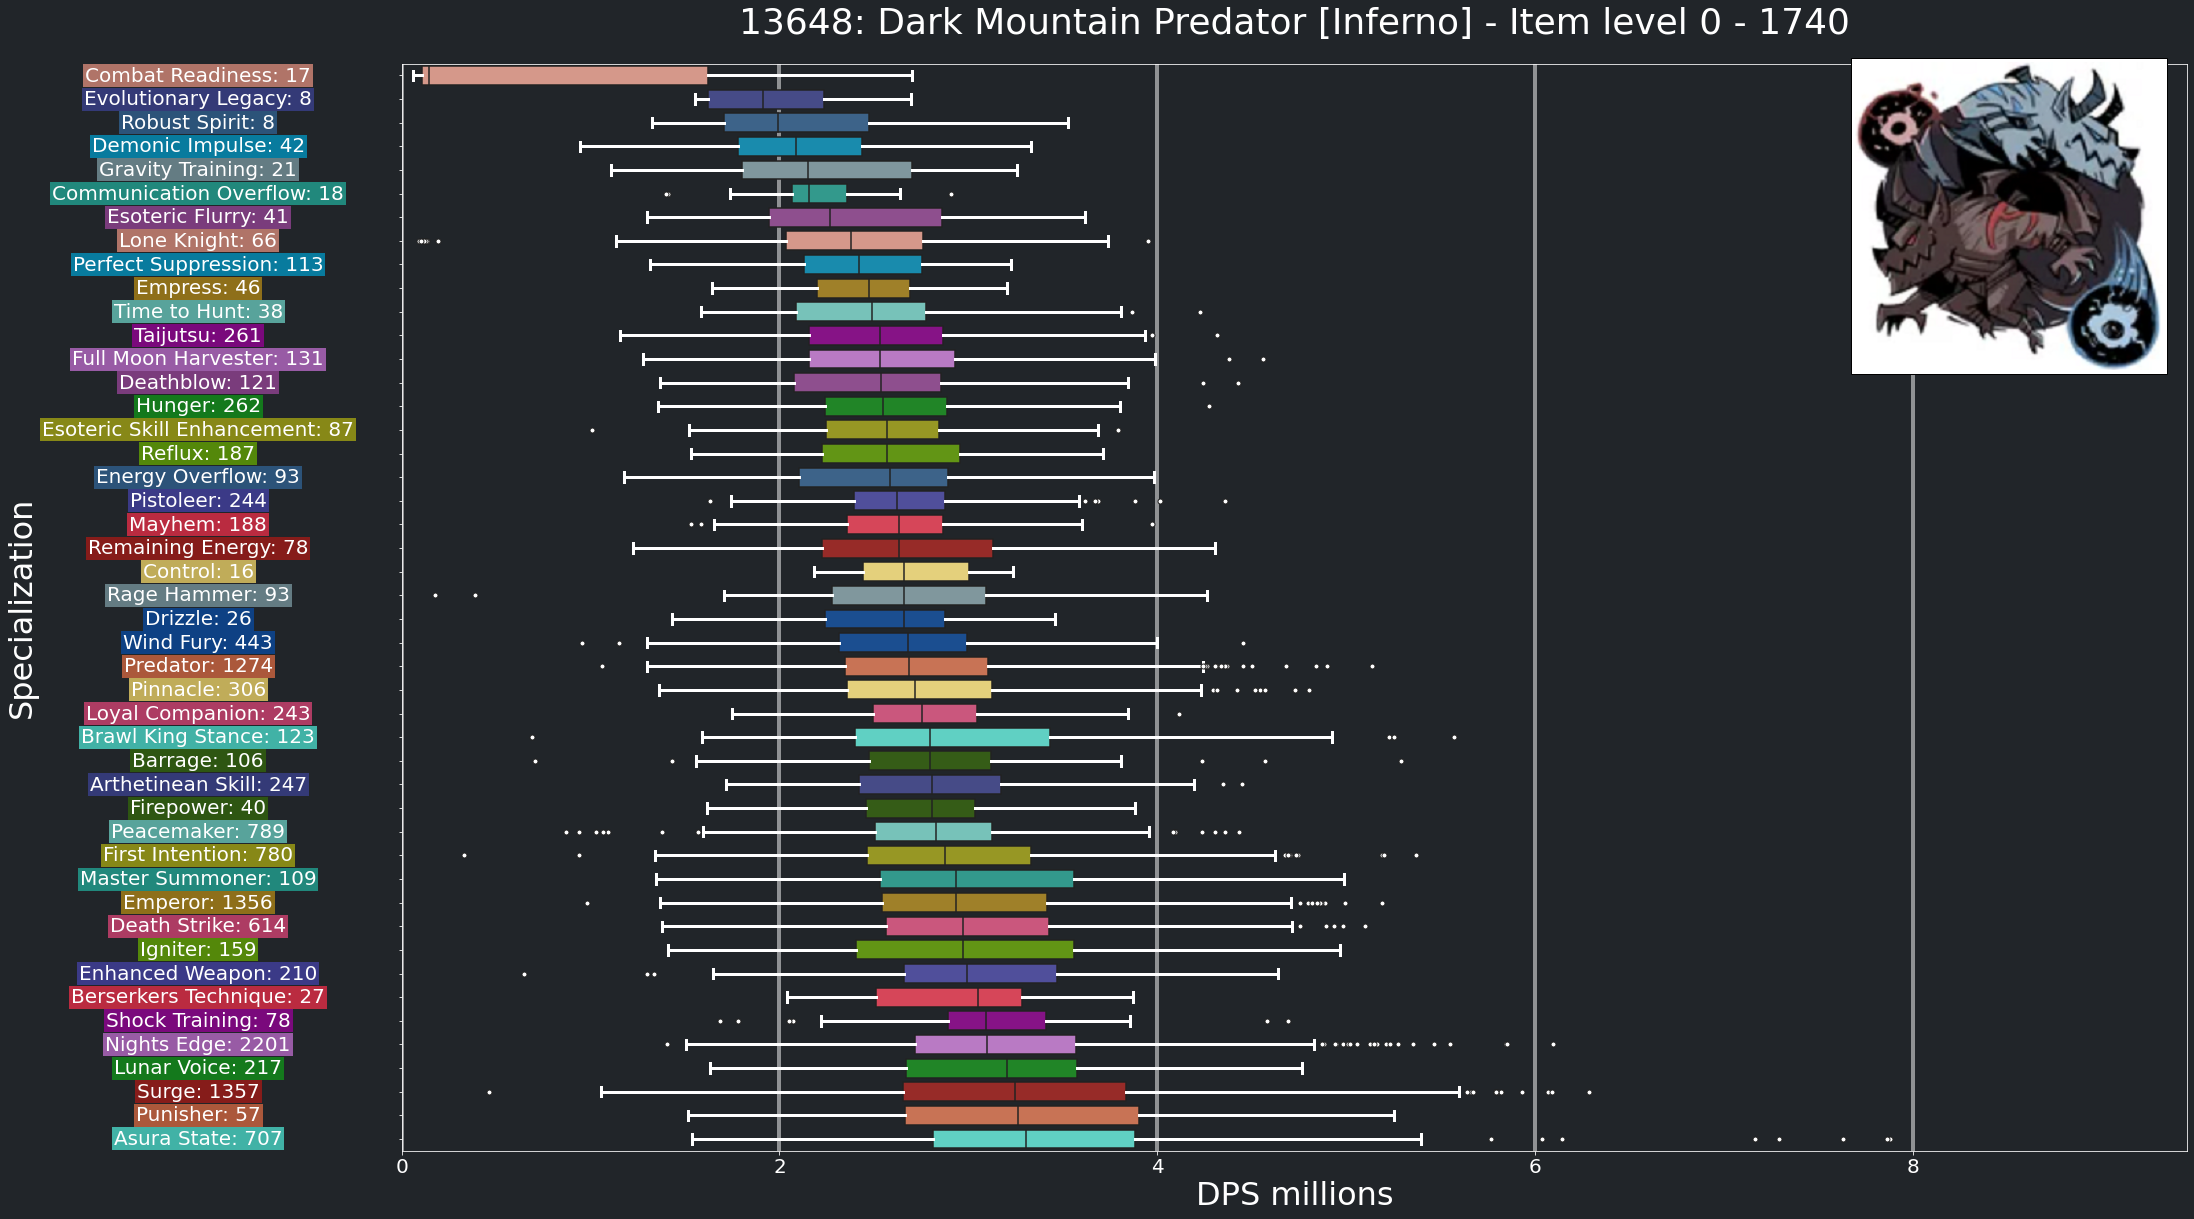 13648: Dark Mountain Predator [Inferno] - Item level 0 - 1740
Specialization
Combat Readiness: 17
Evolutionary Legacy: 8
Robust Spirit: 8
Demonic Impulse: 42
Gravity Training: 21
Communication Overflow: 18
Esoteric Flurry: 41
Lone Knight: 66
Perfect Suppression: 113
Empress: 46
Time to Hunt: 38
Taijutsu: 261
Full Moon Harvester: 131
Deathblow: 121
Hunger: 262
Esoteric Skill Enhancement: 87
Reflux: 187
Energy Overflow: 93
Pistoleer: 244
Mayhem: 188
Remaining Energy: 78
Control: 16
Rage Hammer: 93
Drizzle: 26
Wind Fury: 443
Predator: 1274
Pinnacle: 306
Loyal Companion: 243
Brawl King Stance: 123
Barrage: 106
Arthetinean Skill: 247
Firepower: 40
Peacemaker: 789
First Intention: 780
Master Summoner: 109
Emperor: 1356
Death Strike: 614
Igniter: 159
Enhanced Weapon: 210
Berserkers Technique: 27
Shock Training: 78
Nights Edge: 2201
Lunar Voice: 217
Surge: 1357
Punisher: 57
Asura State: 707
0 2 4 6 8
DPS millions